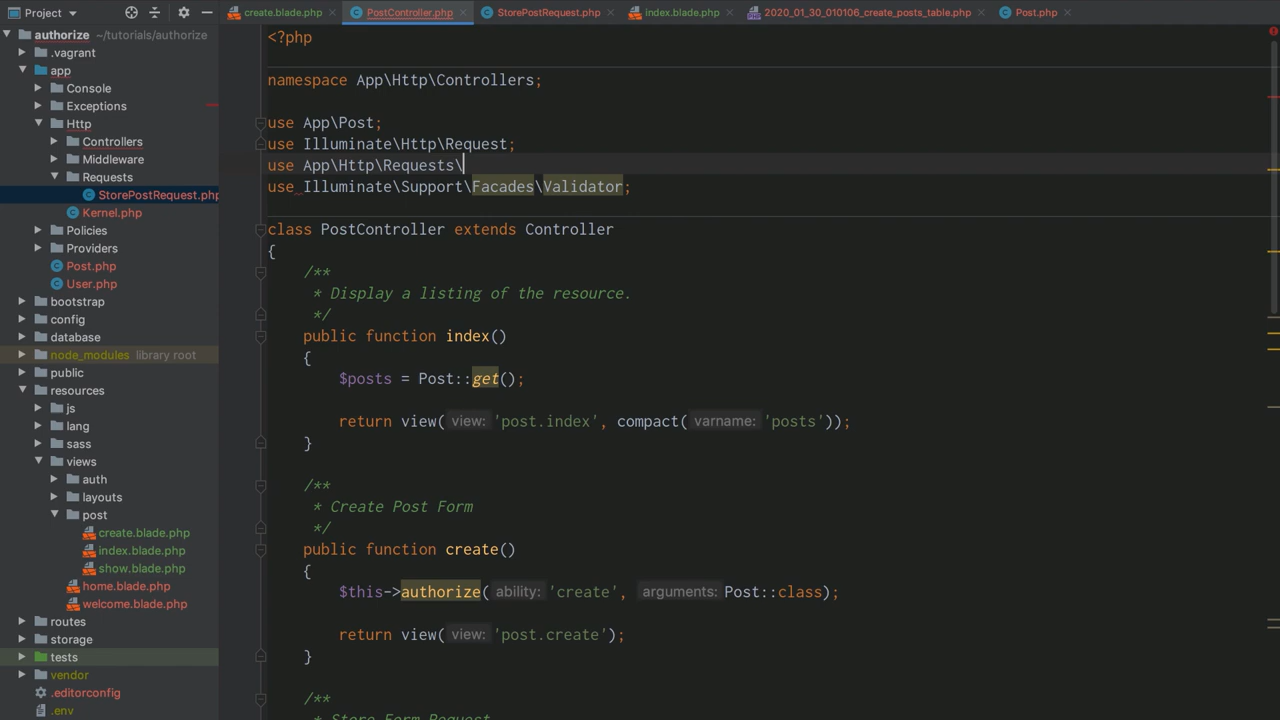 Project
create.blade.php
PostController.php
StorePostRequest.php
index.blade.php
2020_01_30_010106_create_posts_table.php
Post.php
authorize ~/tutorials/authorize
.vagrant
app
Console
Exceptions
Http
Controllers
Middleware
Requests
StorePostRequest.php
Kernel.php
Policies
Providers
Post.php
User.php
bootstrap
config
database
node_modules library root
public
resources
js
lang
sass
views
auth
layouts
post
create.blade.php
index.blade.php
show.blade.php
home.blade.php
welcome.blade.php
routes
storage
tests
vendor
.editorconfig
.env
<?php
namespace App\Http\Controllers;
use App\Post;
use Illuminate\Http\Request;
use App\Http\Requests\
use Illuminate\Support\Facades\Validator;
class PostController extends Controller
{
/**
* Display a listing of the resource.
*/
public function index()
{
$posts = Post::get();
return view( view: 'post.index', compact( varname: 'posts'));
}
/**
* Create Post Form
*/
public function create()
{
$this->authorize( ability: 'create', arguments: Post::class);
return view( view: 'post.create');
}
/**
* Store Form Request